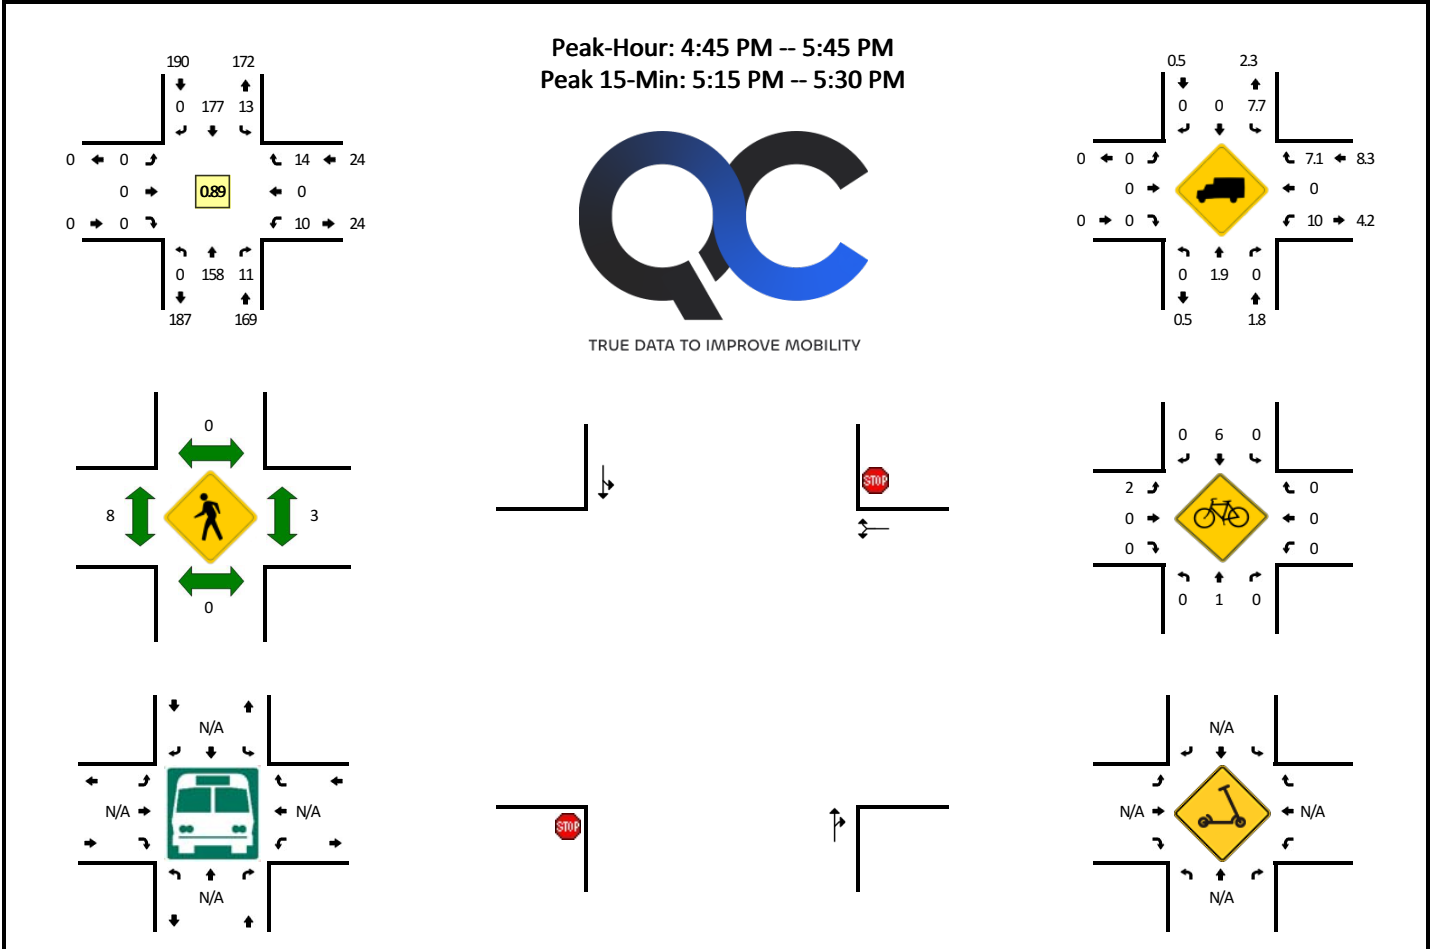 Peak-Hour: 4:45 PM -- 5:45 PM
Peak 15-Min: 5:15 PM -- 5:30 PM
190 172
0 177 13
0 0 14 24
0 0.89 0
0 0 10 24
0 158 11
187 169
TRUE DATA TO IMPROVE MOBILITY
0.5 2.3
0 0 7.7
0 0 7.1 8.3
0 0
0 0 10 4.2
0 1.9 0
0.5 1.8
0
8 3
0
STOP
STOP
0 6 0
2 0
0 0
0 0
0 1 0
N/A
N/A N/A
N/A
N/A
N/A N/A
N/A